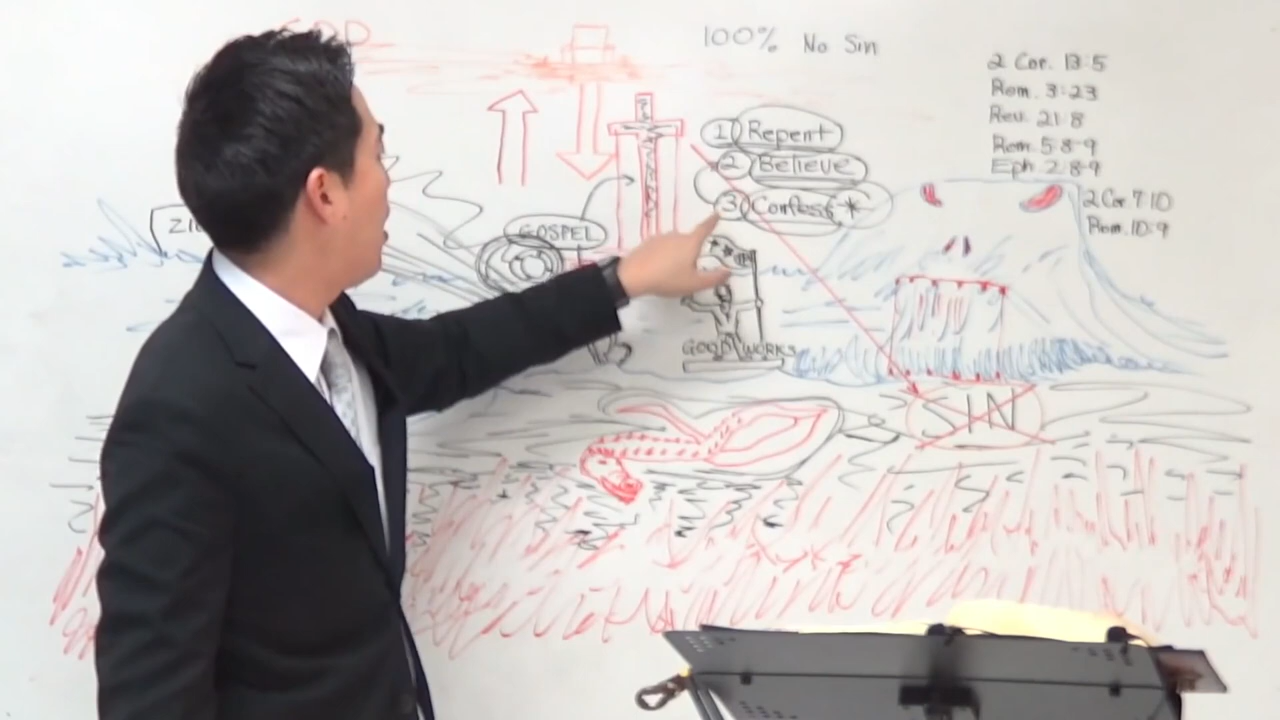 100% No Sin
2 Cor. 13:5
Rom. 3:23
Rev. 21:8
Rom 5:8-9
Eph 2:8-9
2 Cor 7:10
Rom. 10:9
1 Repent
2 Believe
3 Confess *
GOSPEL
GOOD WORKS
SIN